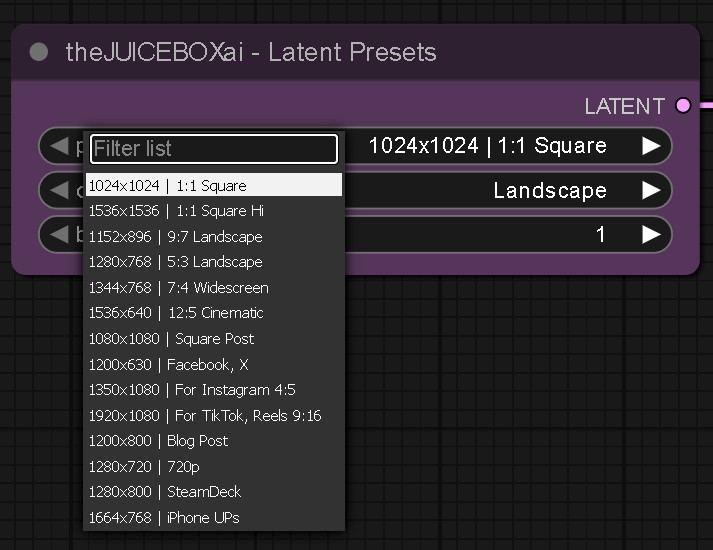 theJUICEBOXai - Latent Presets
LATENT
Filter list
1024x1024 | 1:1 Square
Landscape
1
1024x1024 | 1:1 Square
1536x1536 | 1:1 Square Hi
1152x896 | 9:7 Landscape
1280x768 | 5:3 Landscape
1344x768 | 7:4 Widescreen
1536x640 | 12:5 Cinematic
1080x1080 | Square Post
1200x630 | Facebook, X
1350x1080 | For Instagram 4:5
1920x1080 | For TikTok, Reels 9:16
1200x800 | Blog Post
1280x720 | 720p
1280x800 | SteamDeck
1664x768 | iPhone UPs